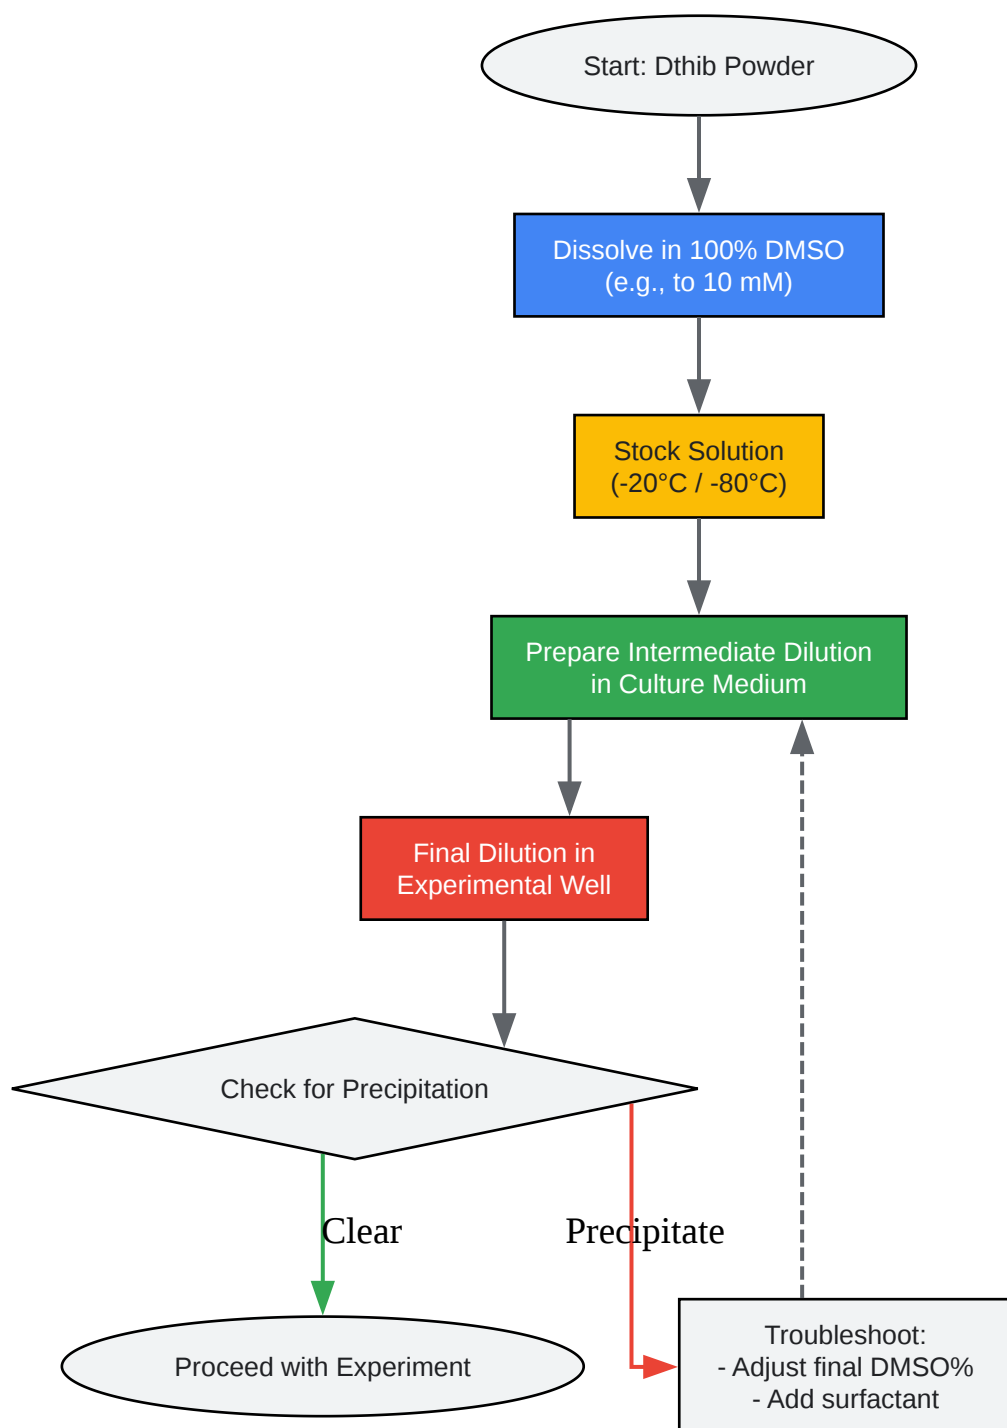 Start: Dthib Powder
Dissolve in 100% DMSO
(e.g., to 10 mM)
Stock Solution
(-20°C / -80°C)
Prepare Intermediate Dilution
in Culture Medium
Final Dilution in
Experimental Well
Check for Precipitation
Clear
Precipitate
Proceed with Experiment
Troubleshoot:
- Adjust final DMSO%
- Add surfactant